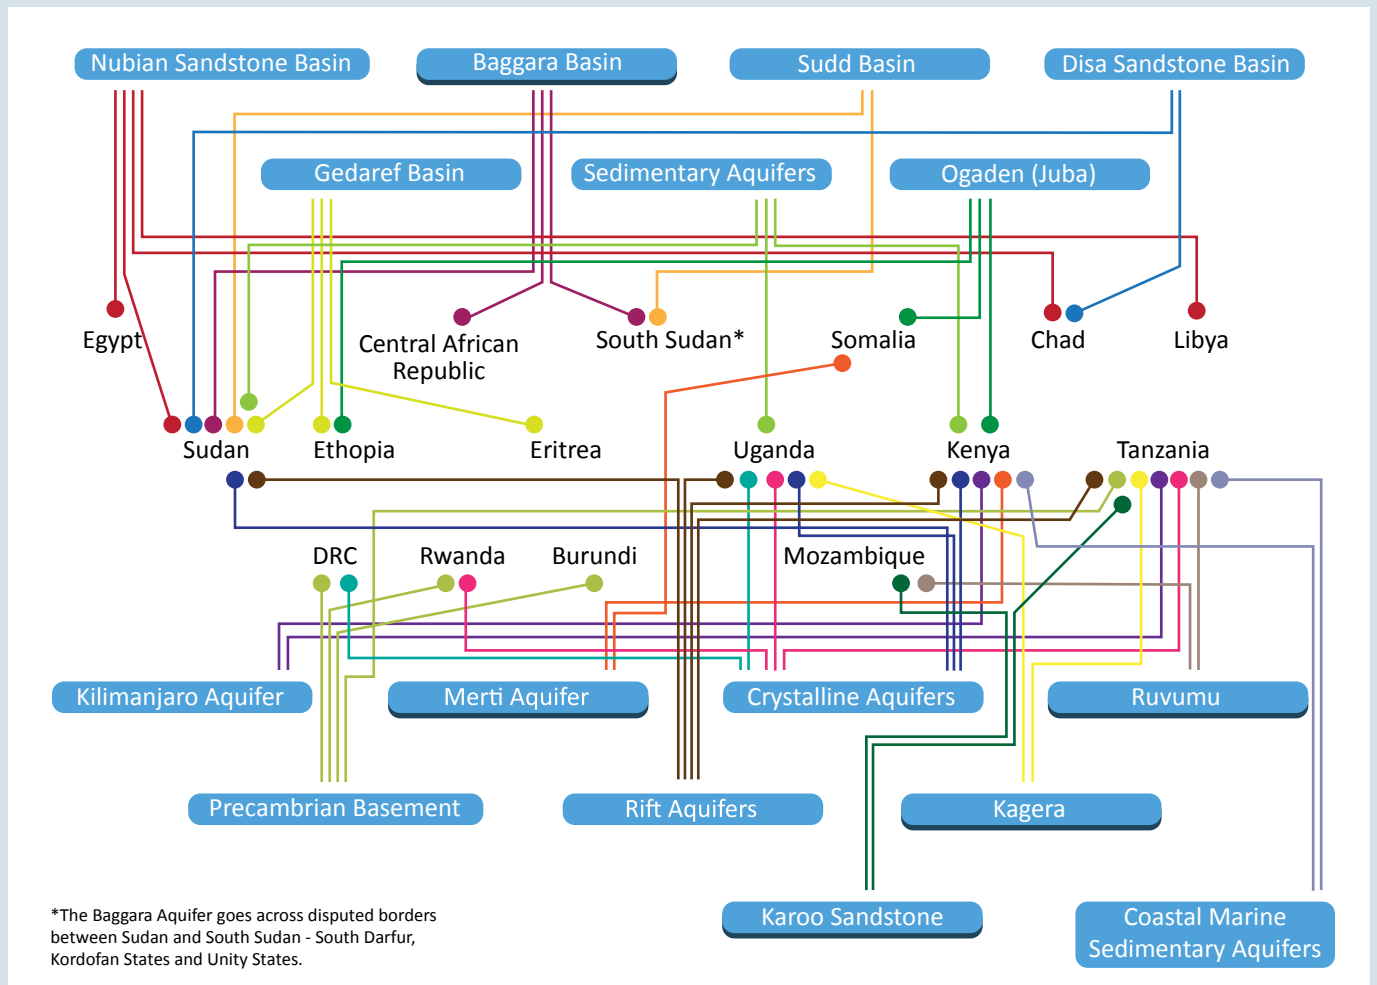 Nubian Sandstone Basin
Baggara Basin
Sudd Basin
Disa Sandstone Basin
Gedaref Basin
Sedimentary Aquifers
Ogaden (Juba)
Egypt
Central African
Republic
South Sudan*
Somalia
Chad
Libya
Sudan
Ethopia
Eritrea
Uganda
Kenya
Tanzania
DRC
Rwanda
Burundi
Mozambique
Kilimanjaro Aquifer
Merti Aquifer
Crystalline Aquifers
Ruvumu
Precambrian Basement
Rift Aquifers
Kagera
Karoo Sandstone
Coastal Marine
Sedimentary Aquifers
*The Baggara Aquifer goes across disputed borders
between Sudan and South Sudan - South Darfur,
Kordofan States and Unity States.